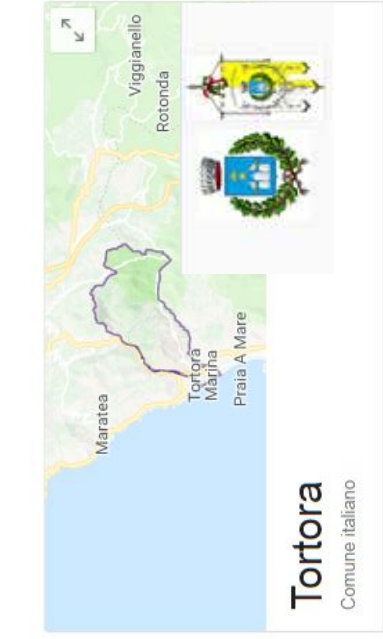 Viggianello
Rotonda
Maratea
Tortora
Marina
Praia A Mare
Tortora
Comune italiano